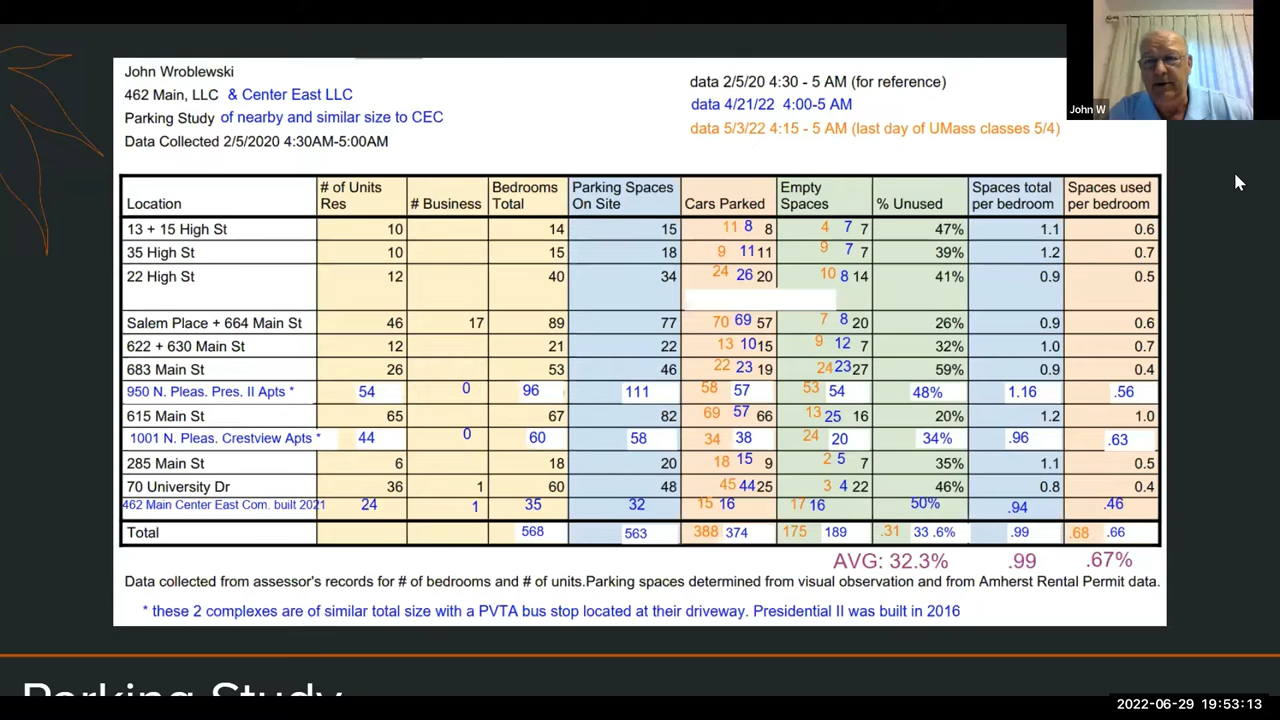 John Wroblewski
462 Main, LLC & Center East LLC
Parking Study of nearby and similar size to CEC
Data Collected 2/5/2020 4:30AM-5:00AM
data 2/5/20 4:30 - 5 AM (for reference)
data 4/21/22 4:00-5 AM
data 5/3/22 4:15 - 5 AM (last day of UMass classes 5/4)
John W
Location # of Units Res # Business Bedrooms Total Parking Spaces On Site Cars Parked Empty Spaces % Unused Spaces total per bedroom Spaces used per bedroom
13 + 15 High St 10 14 15 11 8 8 4 7 7 47% 1.1 0.6
35 High St 10 15 18 9 11 11 9 7 7 39% 1.2 0.7
22 High St 12 40 34 24 26 20 10 8 14 41% 0.9 0.5
Salem Place + 664 Main St 46 17 89 77 70 69 57 7 8 20 26% 0.9 0.6
622 + 630 Main St 12 21 22 13 10 15 9 12 7 32% 1.0 0.7
683 Main St 26 53 46 22 23 19 24 23 27 59% 0.9 0.4
950 N. Pleas. Pres. II Apts * 54 0 96 111 58 57 53 54 48% 1.16 .56
615 Main St 65 67 82 69 57 66 13 25 16 20% 1.2 1.0
1001 N. Pleas. Crestview Apts * 44 0 60 58 34 38 24 20 34% .96 .63
285 Main St 6 18 20 18 15 9 2 5 7 35% 1.1 0.5
70 University Dr 36 1 60 48 45 44 25 3 4 22 46% 0.8 0.4
462 Main Center East Com. built 2021 24 1 35 32 15 16 17 16 50% .94 .46
Total 568 563 388 374 175 189 .31 33.6% .99 .68 .66
AVG: 32.3% .99 .67%
Data collected from assessor's records for # of bedrooms and # of units.Parking spaces determined from visual observation and from Amherst Rental Permit data.
* these 2 complexes are of similar total size with a PVTA bus stop located at their driveway. Presidential II was built in 2016
Parking Study
2022-06-29 19:53:13